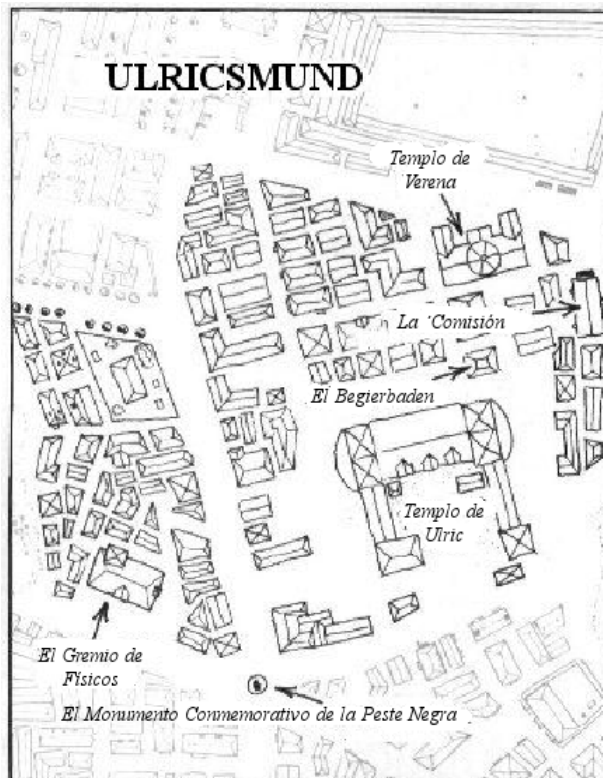 ULRICSMUND
Templo de
Verena
La Comisión
El Begierbaden
Templo de
Ulric
El Gremio de
Físicos
El Monumento Conmemorativo de la Peste Negra